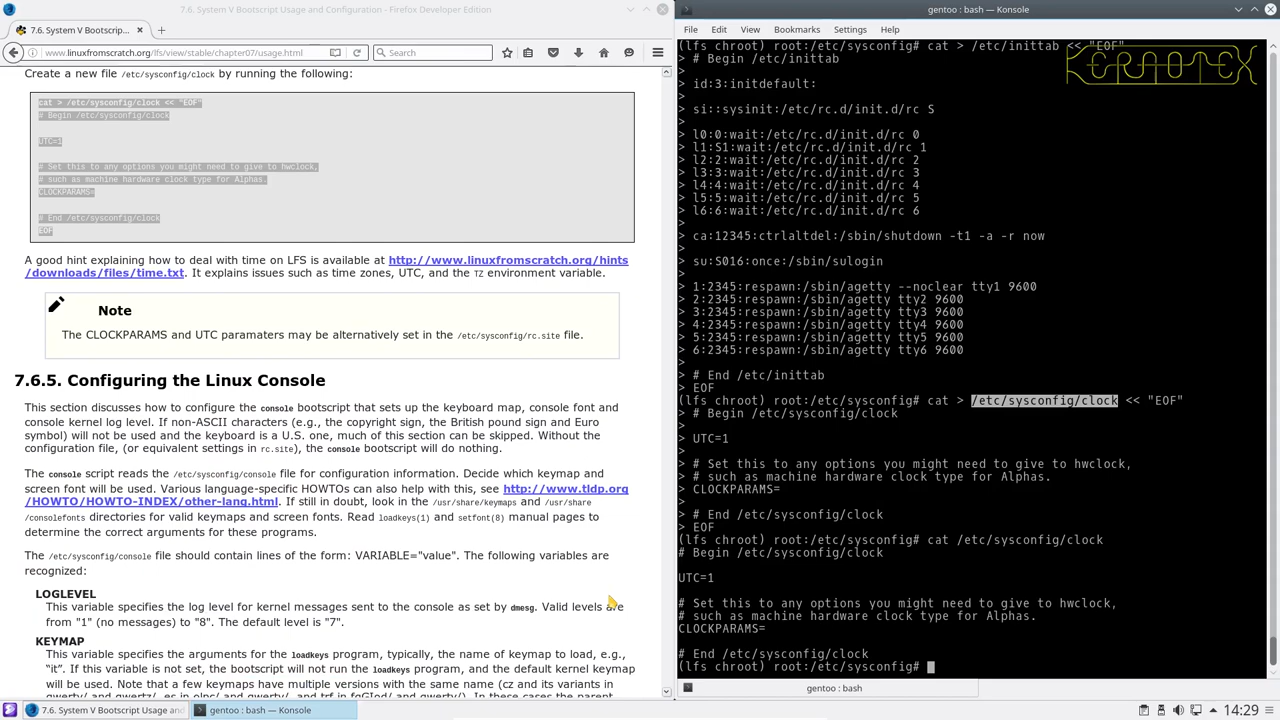 7.6. System V Bootscript Usage and Configuration - Firefox Developer Edition
7.6. System V Bootscrip...
www.linuxfromscratch.org/lfs/view/stable/chapter07/usage.html
Search
Create a new file /etc/sysconfig/clock by running the following:
cat > /etc/sysconfig/clock << "EOF"
# Begin /etc/sysconfig/clock
UTC=1
# Set this to any options you might need to give to hwclock,
# such as machine hardware clock type for Alphas.
CLOCKPARAMS=
# End /etc/sysconfig/clock
EOF
A good hint explaining how to deal with time on LFS is available at http://www.linuxfromscratch.org/hints
/downloads/files/time.txt. It explains issues such as time zones, UTC, and the TZ environment variable.
Note
The CLOCKPARAMS and UTC paramaters may be alternatively set in the /etc/sysconfig/rc.site file.
7.6.5. Configuring the Linux Console
This section discusses how to configure the console bootscript that sets up the keyboard map, console font and
console kernel log level. If non-ASCII characters (e.g., the copyright sign, the British pound sign and Euro
symbol) will not be used and the keyboard is a U.S. one, much of this section can be skipped. Without the
configuration file, (or equivalent settings in rc.site), the console bootscript will do nothing.
The console script reads the /etc/sysconfig/console file for configuration information. Decide which keymap and
screen font will be used. Various language-specific HOWTOs can also help with this, see http://www.tldp.org
/HOWTO/HOWTO-INDEX/other-lang.html. If still in doubt, look in the /usr/share/keymaps and /usr/share
/consolefonts directories for valid keymaps and screen fonts. Read loadkeys(1) and setfont(8) manual pages to
determine the correct arguments for these programs.
The /etc/sysconfig/console file should contain lines of the form: VARIABLE="value". The following variables are
recognized:
LOGLEVEL
This variable specifies the log level for kernel messages sent to the console as set by dmesg. Valid levels are
from "1" (no messages) to "8". The default level is "7".
KEYMAP
This variable specifies the arguments for the loadkeys program, typically, the name of keymap to load, e.g.,
"it". If this variable is not set, the bootscript will not run the loadkeys program, and the default kernel keymap
will be used. Note that a few keymaps have multiple versions with the same name (cz and its variants in
qwerty/ and qwertz/, es in olpc/ and qwerty/, and trf in fgGIod/ and qwerty/). In these cases the parent
gentoo : bash — Konsole
File Edit View Bookmarks Settings Help
KERAOTEX
(lfs chroot) root:/etc/sysconfig# cat > /etc/inittab << "EOF"
> # Begin /etc/inittab
>
> id:3:initdefault:
>
> si::sysinit:/etc/rc.d/init.d/rc S
>
> l0:0:wait:/etc/rc.d/init.d/rc 0
> l1:S1:wait:/etc/rc.d/init.d/rc 1
> l2:2:wait:/etc/rc.d/init.d/rc 2
> l3:3:wait:/etc/rc.d/init.d/rc 3
> l4:4:wait:/etc/rc.d/init.d/rc 4
> l5:5:wait:/etc/rc.d/init.d/rc 5
> l6:6:wait:/etc/rc.d/init.d/rc 6
>
> ca:12345:ctrlaltdel:/sbin/shutdown -t1 -a -r now
>
> su:S016:once:/sbin/sulogin
>
> 1:2345:respawn:/sbin/agetty --noclear tty1 9600
> 2:2345:respawn:/sbin/agetty tty2 9600
> 3:2345:respawn:/sbin/agetty tty3 9600
> 4:2345:respawn:/sbin/agetty tty4 9600
> 5:2345:respawn:/sbin/agetty tty5 9600
> 6:2345:respawn:/sbin/agetty tty6 9600
>
> # End /etc/inittab
> EOF
(lfs chroot) root:/etc/sysconfig# cat > /etc/sysconfig/clock << "EOF"
> # Begin /etc/sysconfig/clock
>
> UTC=1
>
> # Set this to any options you might need to give to hwclock,
> # such as machine hardware clock type for Alphas.
> CLOCKPARAMS=
>
> # End /etc/sysconfig/clock
> EOF
(lfs chroot) root:/etc/sysconfig# cat /etc/sysconfig/clock
# Begin /etc/sysconfig/clock
UTC=1
# Set this to any options you might need to give to hwclock,
# such as machine hardware clock type for Alphas.
CLOCKPARAMS=
# End /etc/sysconfig/clock
(lfs chroot) root:/etc/sysconfig#
gentoo : bash
7.6. System V Bootscript Usage and
gentoo : bash — Konsole
14:29